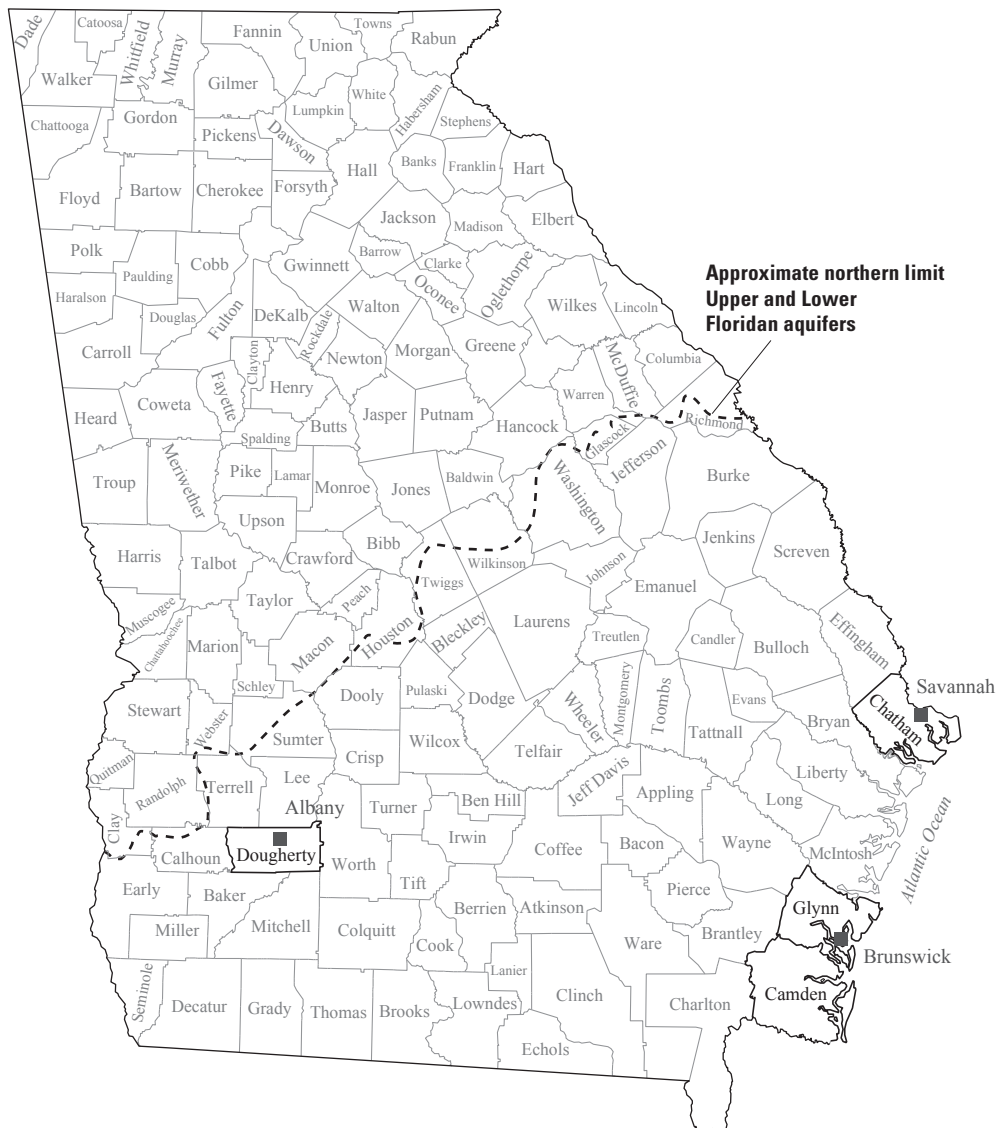 Dade
Catoosa
Whitfield
Murray
Fannin
Towns
Union
Rabun
Walker
Gilmer
White
Lumpkin
Habersham
Chattooga
Gordon
Pickens
Dawson
Stephens
Floyd
Bartow
Cherokee
Forsyth
Hall
Banks
Franklin
Hart
Jackson
Madison
Elbert
Polk
Paulding
Cobb
Gwinnett
Barrow
Clarke
Oconee
Oglethorpe
Approximate northern limit
Upper and Lower
Floridan aquifers
Haralson
Douglas
Fulton
DeKalb
Rockdale
Walton
Wilkes
Lincoln
Carroll
Clayton
Newton
Morgan
Greene
McDuffie
Columbia
Heard
Coweta
Fayette
Henry
Butts
Jasper
Putnam
Hancock
Warren
Glascock
Richmond
Spalding
Troup
Meriwether
Pike
Lamar
Monroe
Jones
Baldwin
Washington
Jefferson
Burke
Upson
Harris
Talbot
Crawford
Bibb
Twiggs
Wilkinson
Johnson
Jenkins
Screven
Emanuel
Muscogee
Chattahoochee
Marion
Taylor
Peach
Macon
Houston
Bleckley
Laurens
Treutlen
Candler
Bulloch
Effingham
Schley
Stewart
Webster
Sumter
Dooly
Pulaski
Dodge
Wheeler
Montgomery
Toombs
Evans
Tattnall
Bryan
Chatham
Savannah
Quitman
Randolph
Terrell
Lee
Albany
Crisp
Wilcox
Telfair
Jeff Davis
Appling
Liberty
Long
Clay
Calhoun
Dougherty
Worth
Turner
Ben Hill
Irwin
Coffee
Bacon
Wayne
McIntosh
Atlantic Ocean
Early
Baker
Mitchell
Tift
Berrien
Atkinson
Pierce
Glynn
Miller
Colquitt
Cook
Ware
Brantley
Brunswick
Seminole
Decatur
Grady
Thomas
Brooks
Lanier
Lowndes
Clinch
Charlton
Camden
Echols